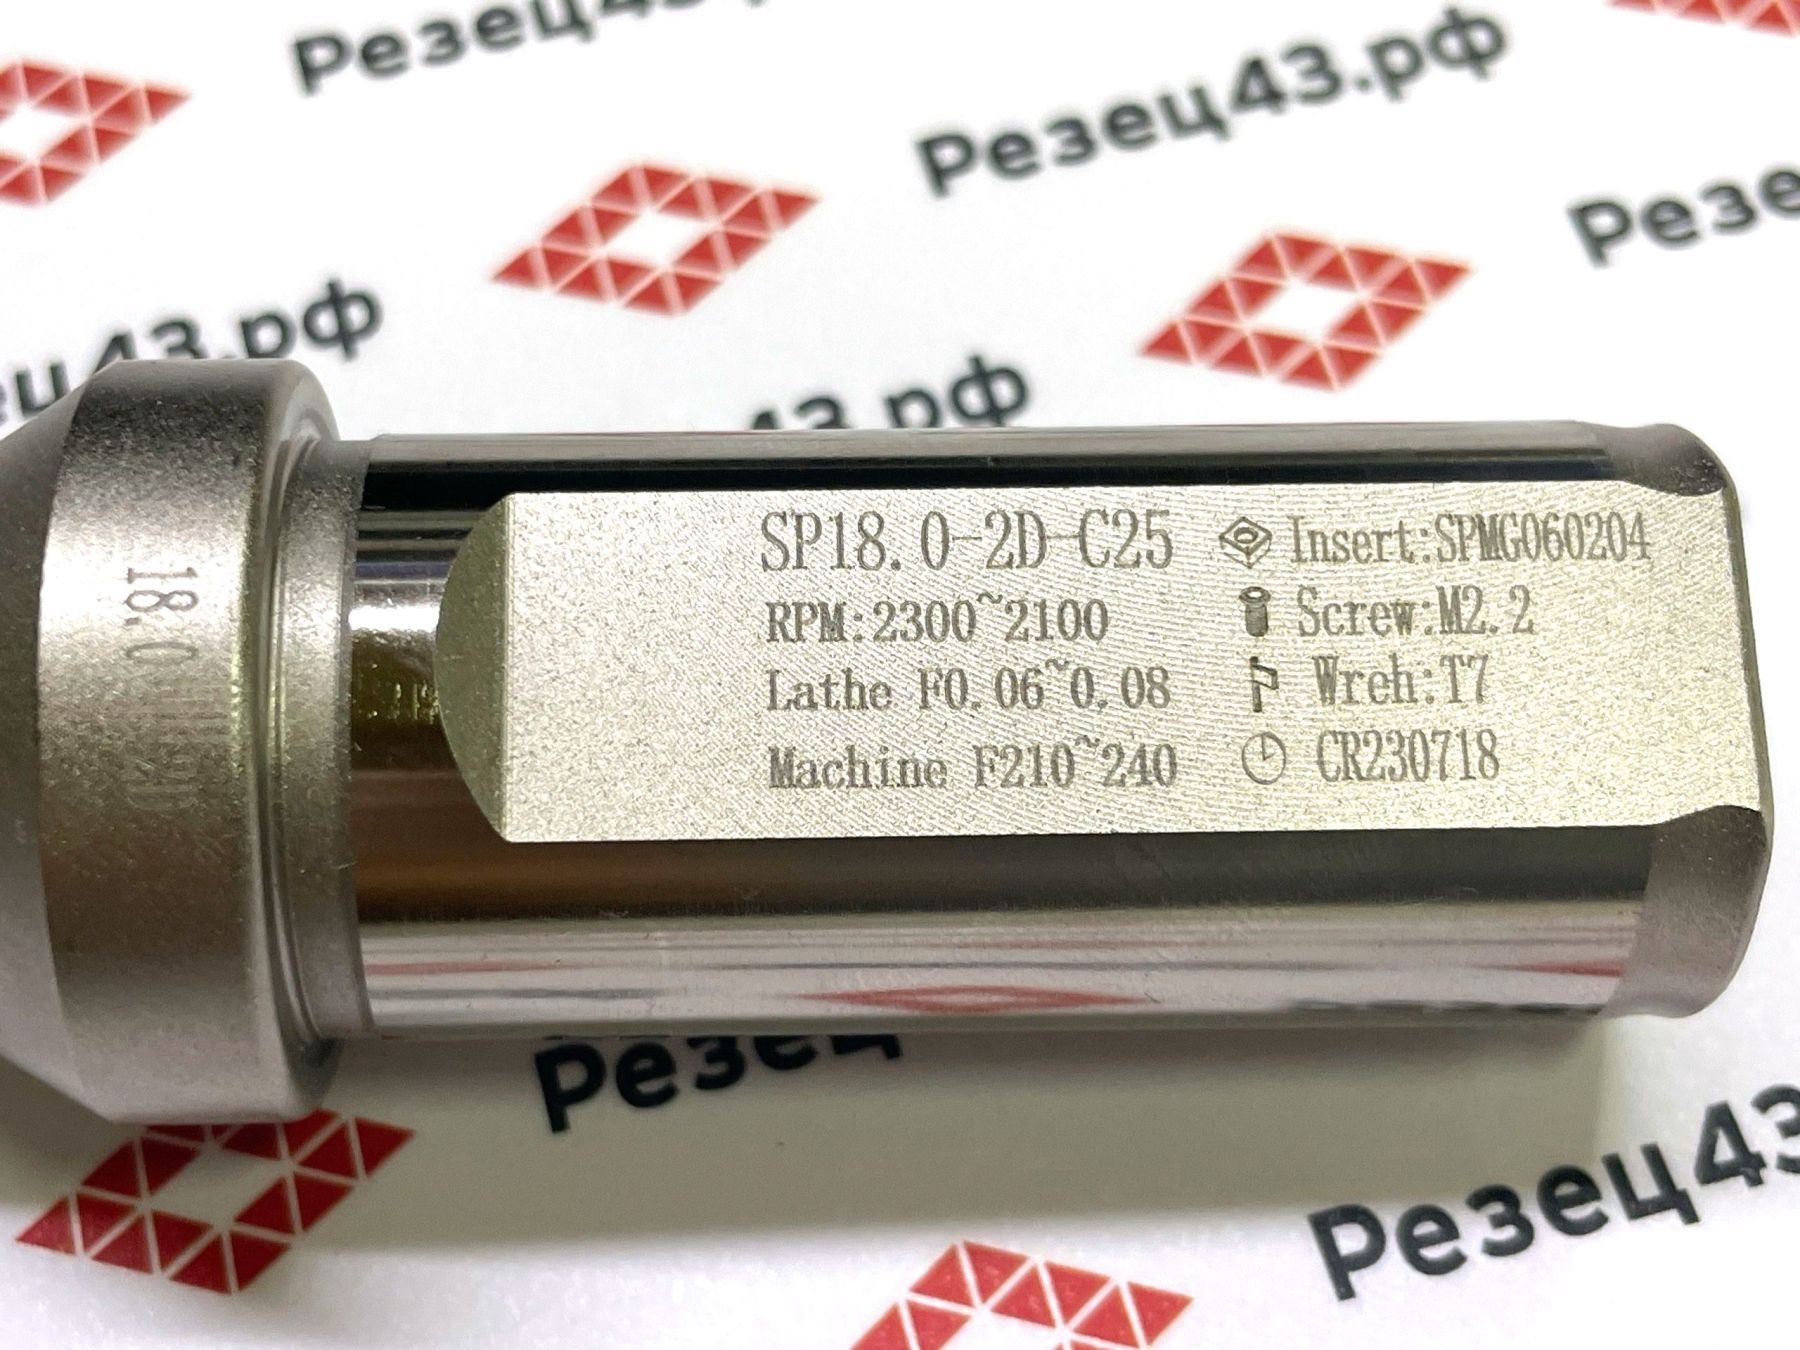 Резец43.рф
Резец43.рф
Резе
ец43.рф
43.рф
18.0
SP18.0-2D-C25
RPM:2300~2100
Lathe F0.06~0.08
Machine F210~240
Insert:SPMG060204
Screw:M2.2
Wreh:T7
CR230718
Резец
Резец43